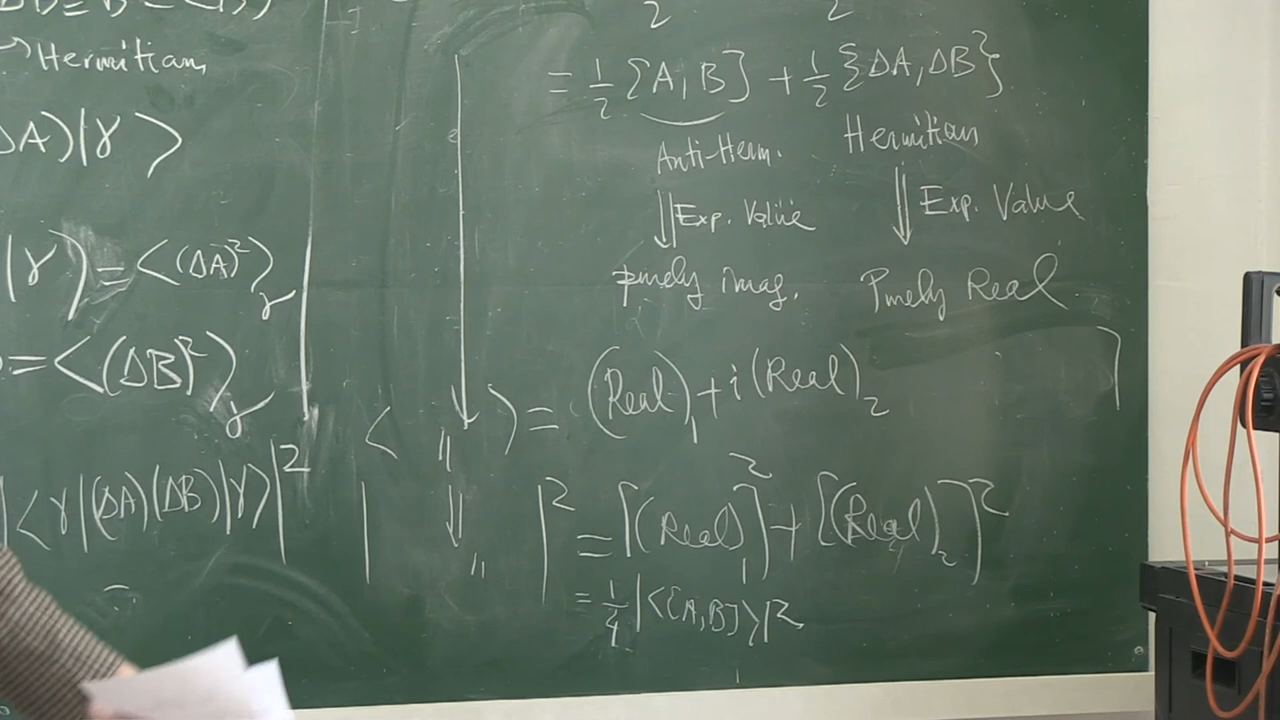 →Hermitian,
ΔA)|γ>
|γ> = <(ΔA)²>γ
= <(ΔB)²>γ
|<γ|(ΔA)(ΔB)|γ>|²
= 1/2 [A,B] + 1/2 {ΔA,ΔB}
Anti-Herm. Hermitian
⇓ Exp. Value ⇓ Exp. Value
purely imag. Purely Real
< " > = (Real)₁ + i(Real)₂
| " |² = [(Real)₁]² + [(Real)₂]²
= 1/4 |<[A,B]>|²